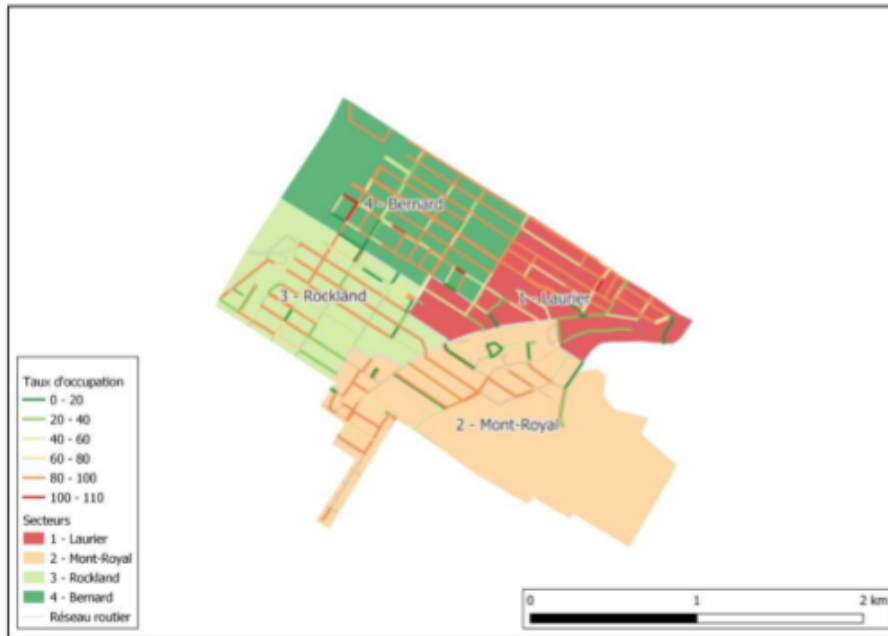 4 - Bernard
3 - Rockland
1 - Laurier
2 - Mont-Royal
Taux d'occupation
0 - 20
20 - 40
40 - 60
60 - 80
80 - 100
100 - 110
Secteurs
1 - Laurier
2 - Mont-Royal
3 - Rockland
4 - Bernard
Réseau routier
0 1 2 km